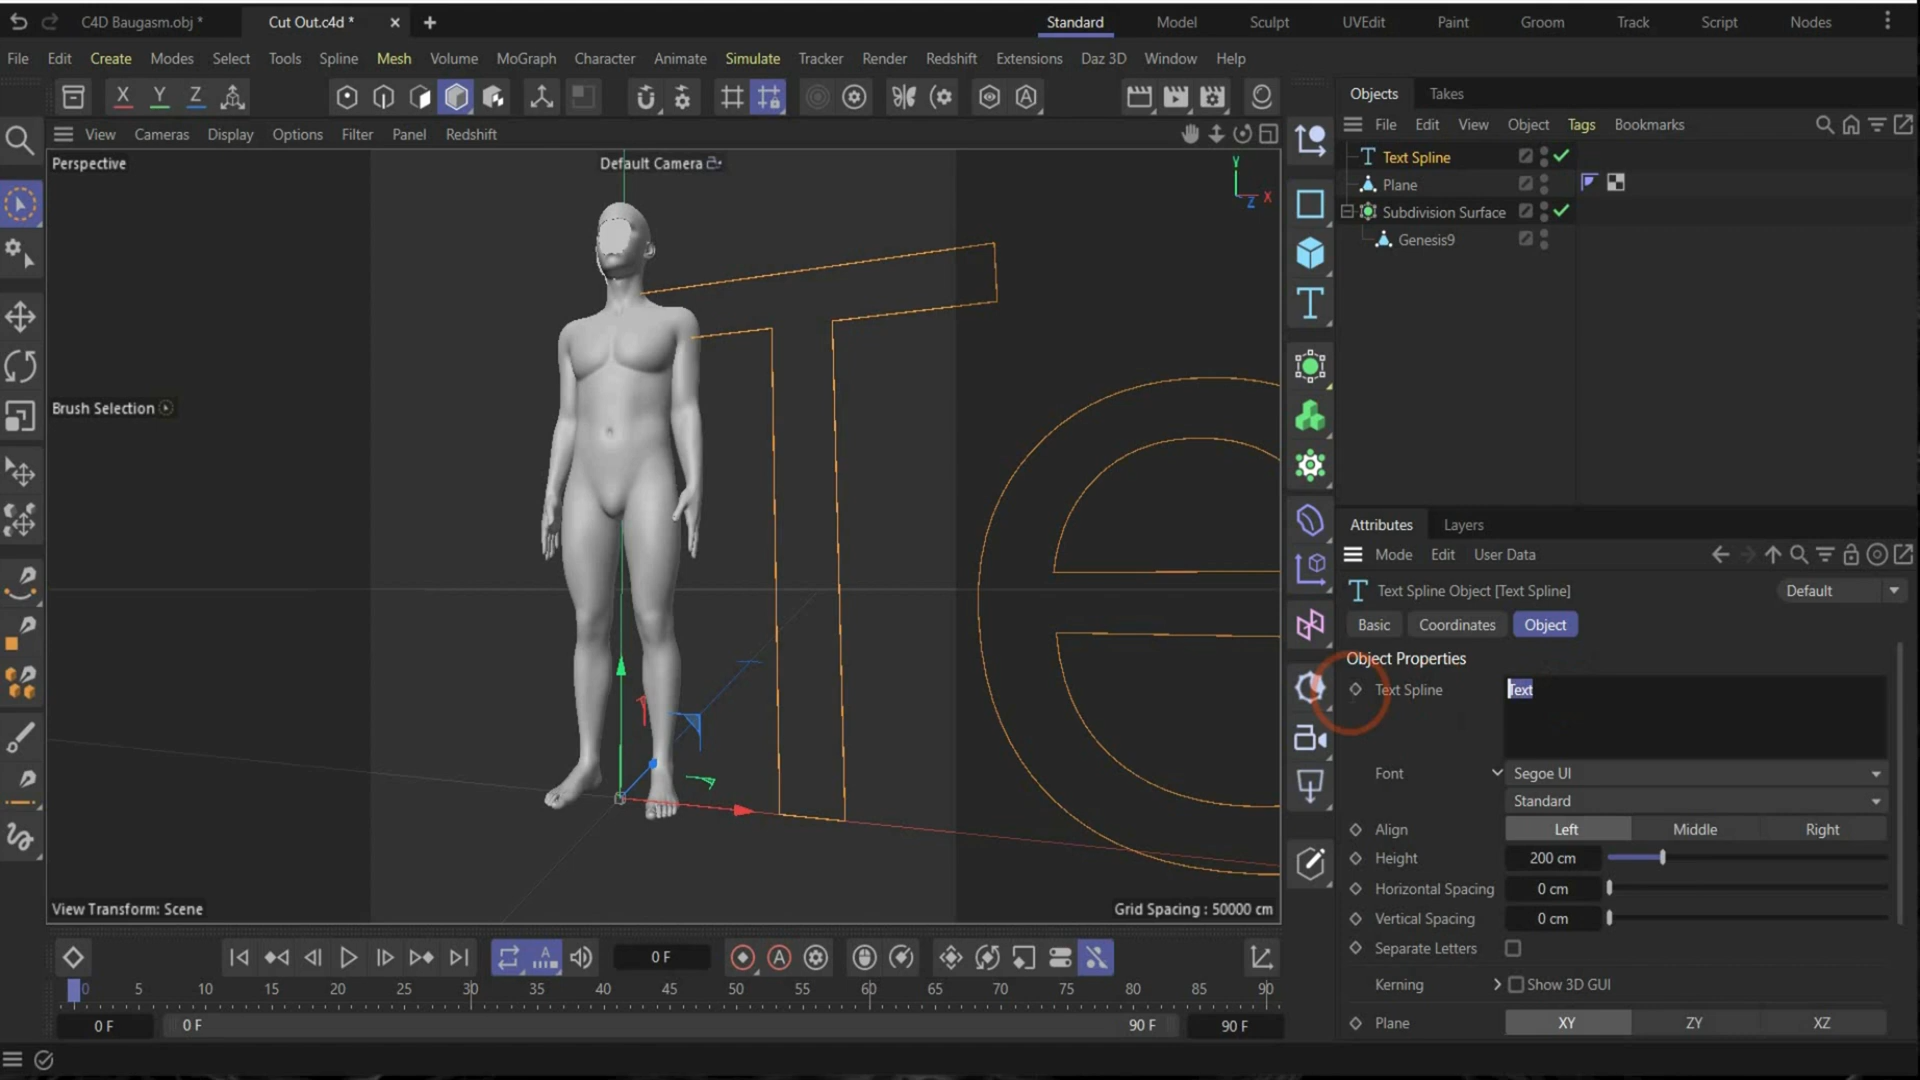 C4D Baugasm.obj *
Cut Out.c4d *
Standard
Model
Sculpt
UVEdit
Paint
Groom
Track
Script
Nodes
File Edit Create Modes Select Tools Spline Mesh Volume MoGraph Character Animate Simulate Tracker Render Redshift Extensions Daz 3D Window Help
X Y Z
Objects
Takes
View Cameras Display Options Filter Panel Redshift
File Edit View Object Tags Bookmarks
Perspective
Default Camera
Y
X
Z
Text Spline
Plane
Subdivision Surface
Genesis9
Brush Selection
Attributes
Layers
Mode Edit User Data
Text Spline Object [Text Spline]
Default
Basic
Coordinates
Object
Object Properties
Text Spline
Text
Font
Segoe UI
Standard
Align
Left
Middle
Right
Height
200 cm
Horizontal Spacing
0 cm
Vertical Spacing
0 cm
Separate Letters
Kerning
Show 3D GUI
Plane
XY
ZY
XZ
View Transform: Scene
Grid Spacing : 50000 cm
0 F
0 5 10 15 20 25 30 35 40 45 50 55 60 65 70 75 80 85 90
0 F
0 F
90 F
90 F